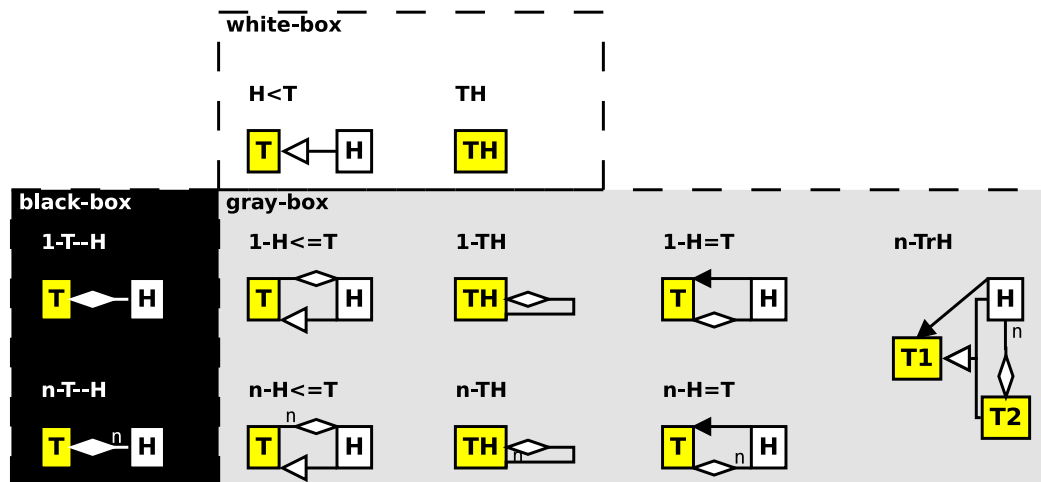 white-box
H<T TH
T H TH
black-box gray-box
1-T--H 1-H<=T 1-TH 1-H=T n-TrH
T H T H TH T H H
n
T1
n-T--H n-H<=T n-TH n-H=T
n
T2
T n H T H TH n T n H